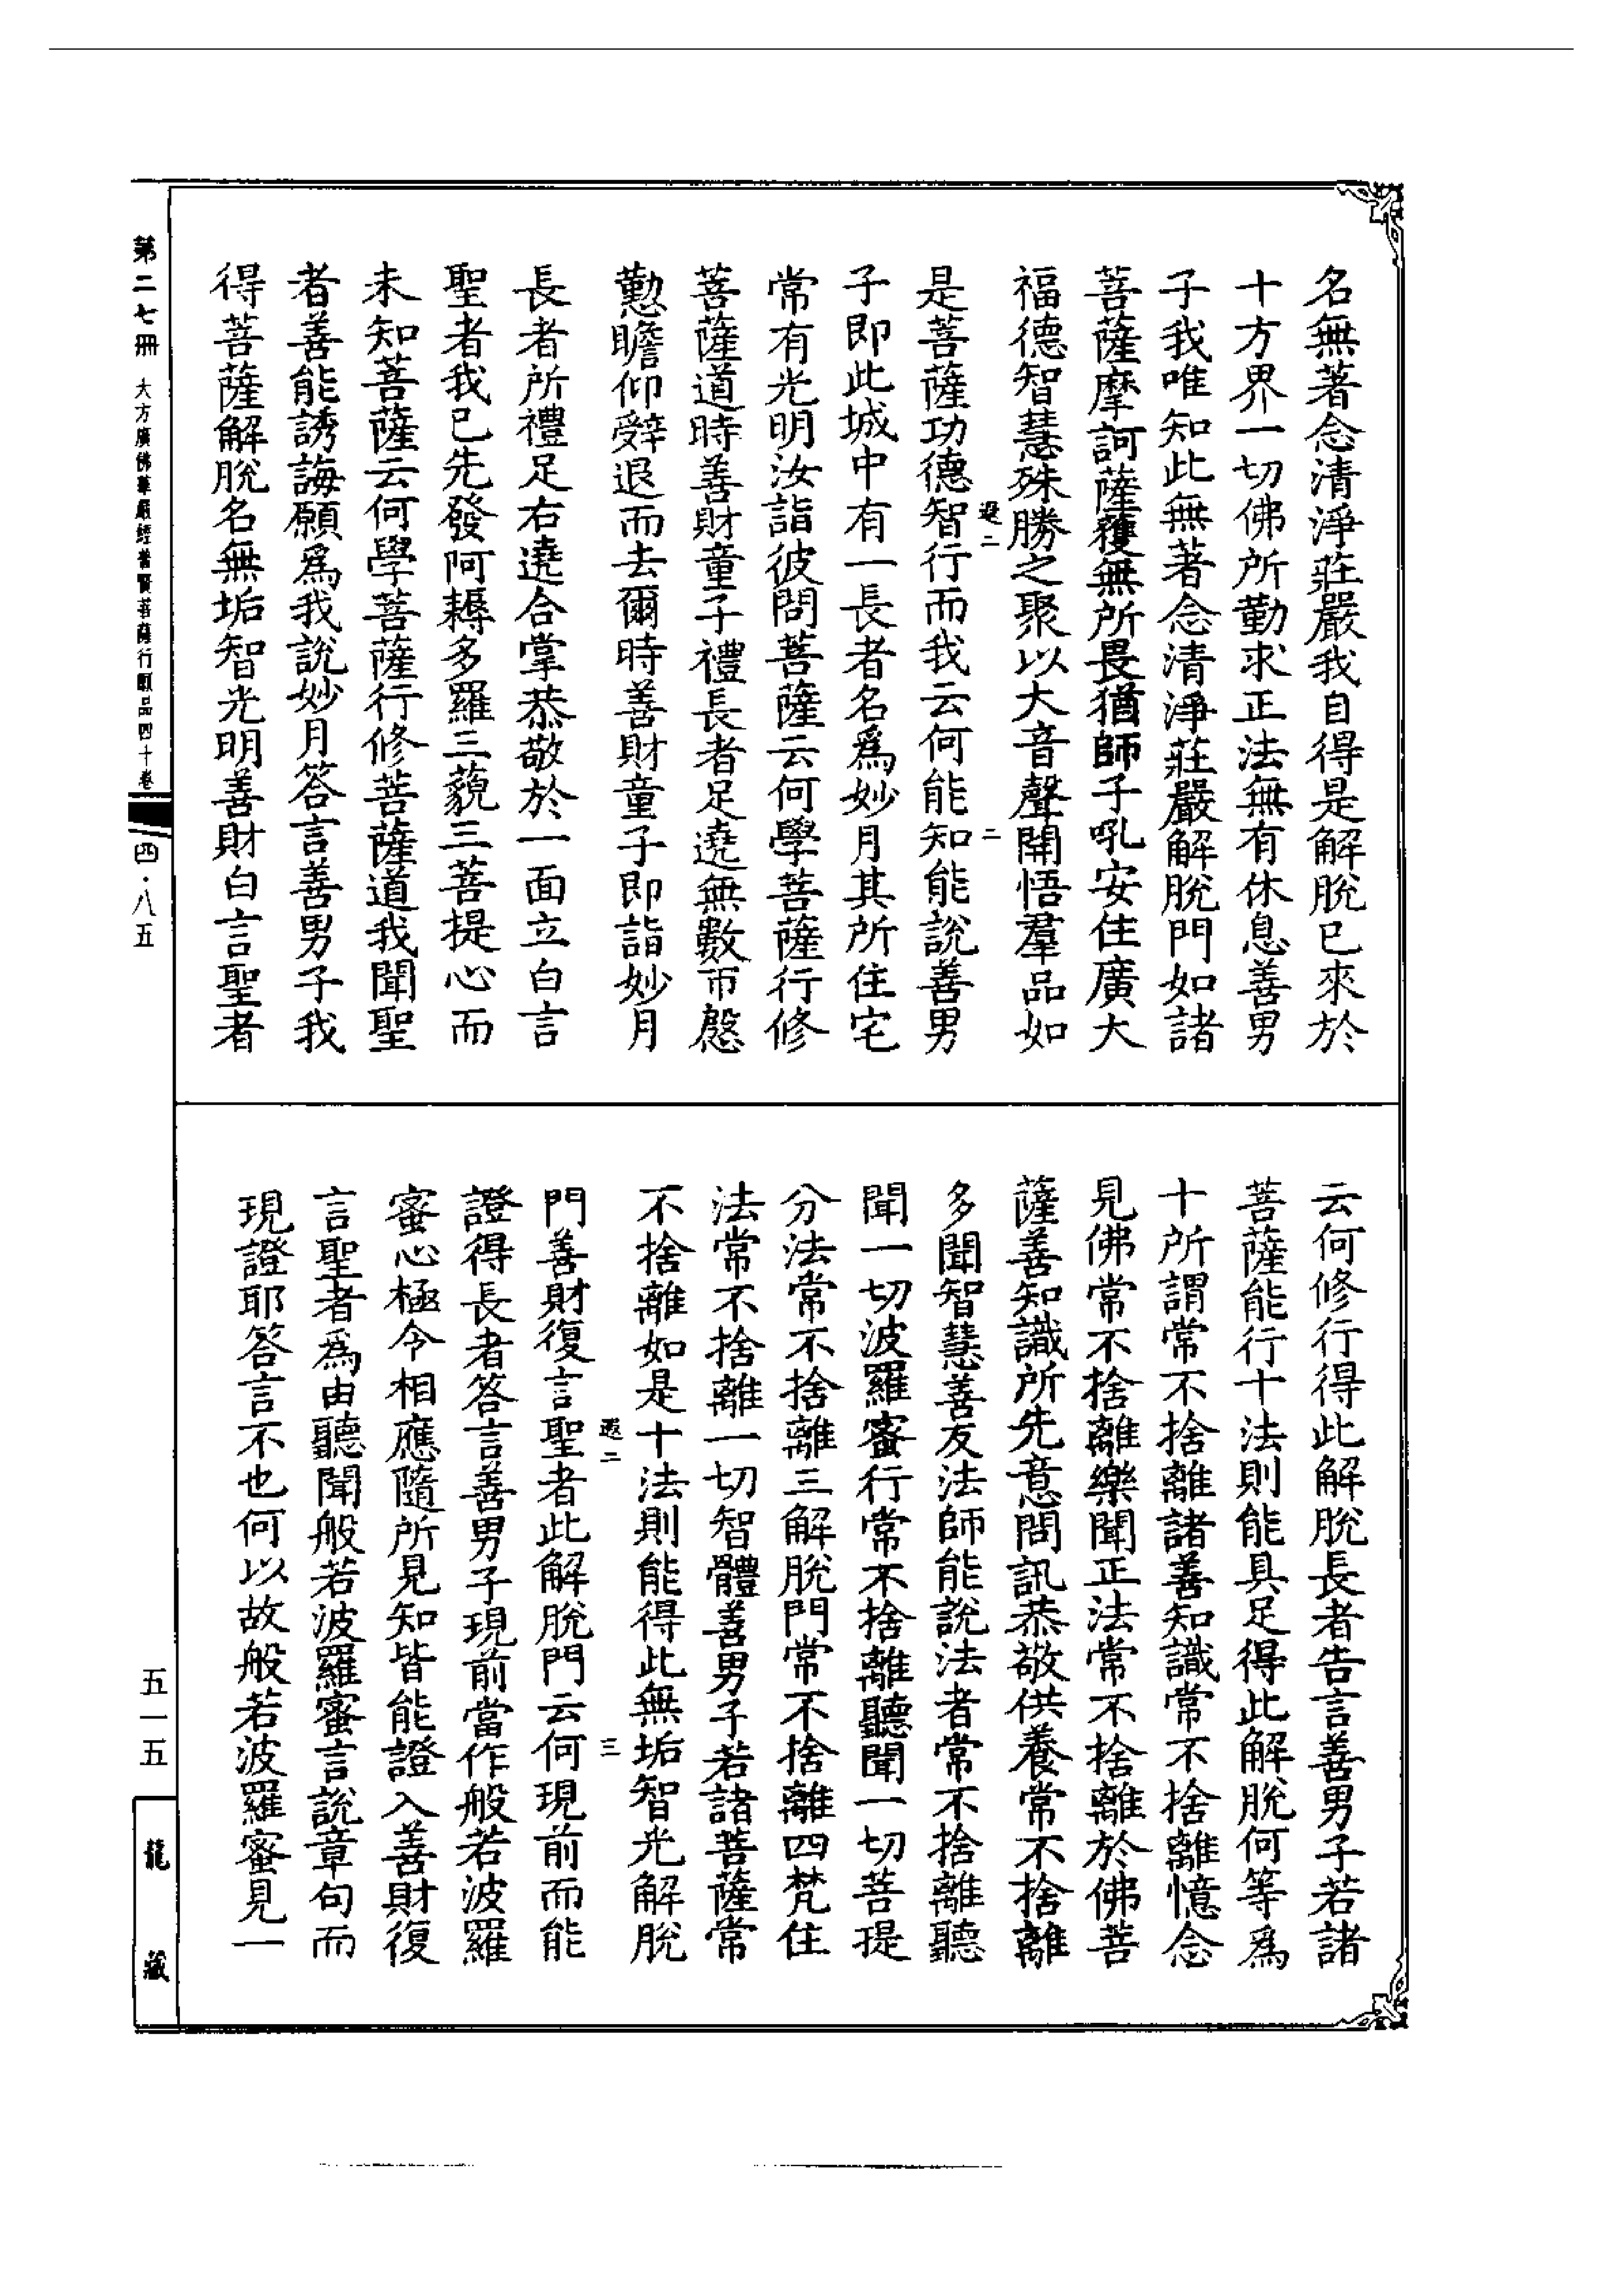 名無著念清淨莊嚴我自得是解脫已來於
十方界一切佛所勤求正法無有休息善男
子我唯知此無著念清淨莊嚴解脫門如諸
菩薩摩訶薩獲無所畏猶師子吼安住廣大
福德智慧殊勝之聚以大音聲開悟羣品如
遐二 二
是菩薩功德智行而我云何能知能說善男
子即此城中有一長者名爲妙月其所住宅
常有光明汝詣彼問菩薩云何學菩薩行修
菩薩道時善財童子禮長者足遶無數帀慇
懃瞻仰辭退而去爾時善財童子即詣妙月
長者所禮足右遶合掌恭敬於一面立白言
聖者我已先發阿耨多羅三藐三菩提心而
未知菩薩云何學菩薩行修菩薩道我聞聖
者善能誘誨願爲我說妙月答言善男子我
得菩薩解脫名無垢智光明善財白言聖者
云何修行得此解脫長者告言善男子若諸
菩薩能行十法則能具足得此解脫何等爲
十所謂常不捨離諸善知識常不捨離憶念
見佛常不捨離樂聞正法常不捨離於佛菩
薩善知識所先意問訊恭敬供養常不捨離
多聞智慧善友法師能說法者常不捨離聽
聞一切波羅蜜行常不捨離聽聞一切菩提
分法常不捨離三解脫門常不捨離四梵住
法常不捨離一切智體善男子若諸菩薩常
不捨離如是十法則能得此無垢智光解脫
遐二 三
門善財復言聖者此解脫門云何現前而能
證得長者答言善男子現前當作般若波羅
蜜心極令相應隨所見知皆能證入善財復
言聖者爲由聽聞般若波羅蜜言說章句而
現證耶答言不也何以故般若波羅蜜見一
第二七冊 大方廣佛華嚴經普賢菩薩行願品四十卷 四·八五
五一五
龍藏